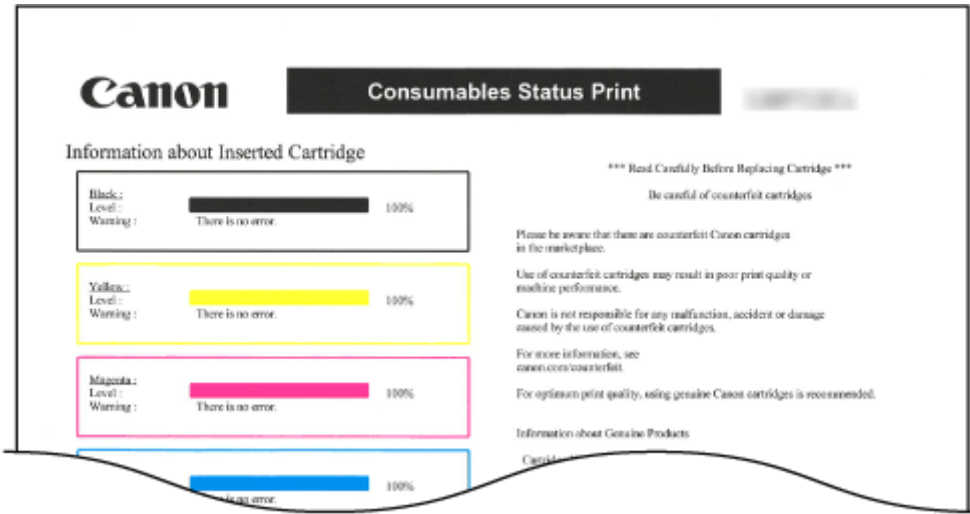 Canon
Consumables Status Print
Information about Inserted Cartridge
Black :
Level :
100%
Warning :
There is no error.
Yellow :
Level :
100%
Warning :
There is no error.
Magenta :
Level :
100%
Warning :
There is no error.
100%
is no error.
*** Read Carefully Before Replacing Cartridge ***
Be careful of counterfeit cartridges
Please be aware that there are counterfeit Canon cartridges
in the marketplace.
Use of counterfeit cartridges may result in poor print quality or
machine performance.
Canon is not responsible for any malfunction, accident or damage
caused by the use of counterfeit cartridges.
For more information, see
canon.com/counterfeit.
For optimum print quality, using genuine Canon cartridges is recommended.
Information about Genuine Products